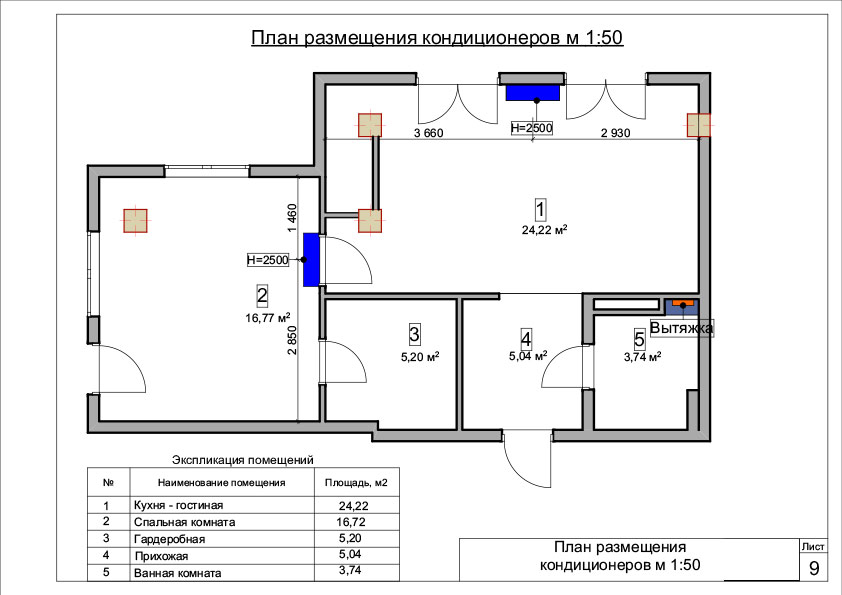 План размещения кондиционеров м 1:50
3 660
H=2500
2 930
1
24,22 м²
1 460
H=2500
2
16,77 м²
2 850
3
5,20 м²
4
5,04 м²
5
3,74 м²
Вытяжка
Экспликация помещений
№ Наименование помещения Площадь, м2
1 Кухня - гостиная 24,22
2 Спальная комната 16,72
3 Гардеробная 5,20
4 Прихожая 5,04
5 Ванная комната 3,74
План размещения
кондиционеров м 1:50
Лист
9